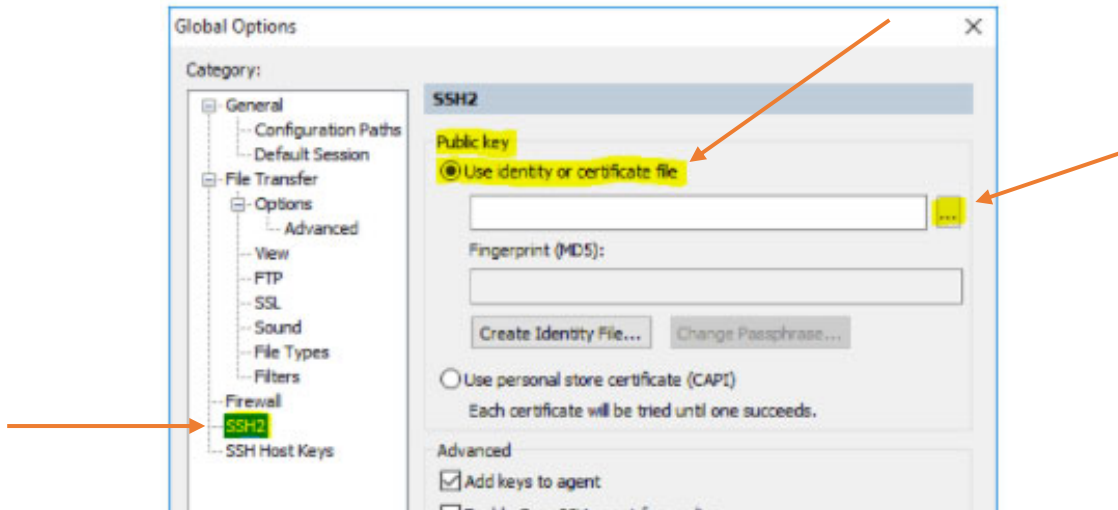 Global Options
Category:
General
Configuration Paths
Default Session
File Transfer
Options
Advanced
View
FTP
SSL
Sound
File Types
Filters
Firewall
SSH2
SSH Host Keys
SSH2
Public key
Use identity or certificate file
...
Fingerprint (MD5):
Create Identity File...
Change Passphrase...
Use personal store certificate (CAPI)
Each certificate will be tried until one succeeds.
Advanced
Add keys to agent